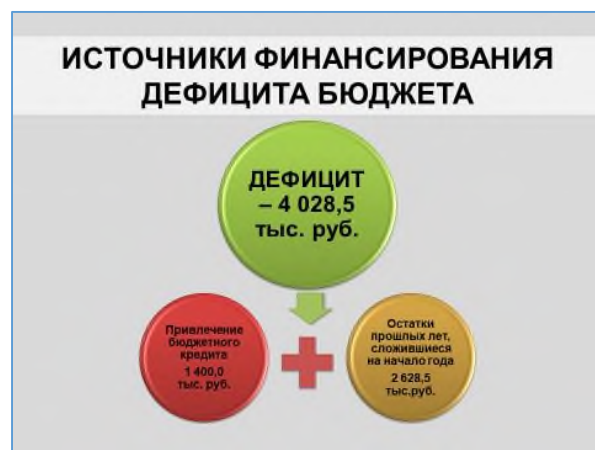 ИСТОЧНИКИ ФИНАНСИРОВАНИЯ
ДЕФИЦИТА БЮДЖЕТА
ДЕФИЦИТ
– 4 028,5
тыс. руб.
Привлечение
бюджетного
кредита
1 400,0
тыс. руб.
Остатки
прошлых лет,
сложившиеся
на начало года
2 628,5
тыс.руб.